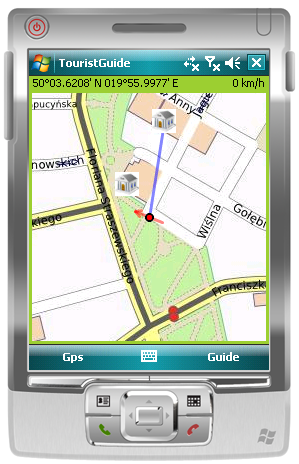 TouristGuide
50°03.6208' N 019°55.9977' E 0 km/h
Anny
Jagie
pucyńska
nowskich
Floriana Straszewskiego
Gołębi
Wiślna
kiego
Franciszk
Gps Guide